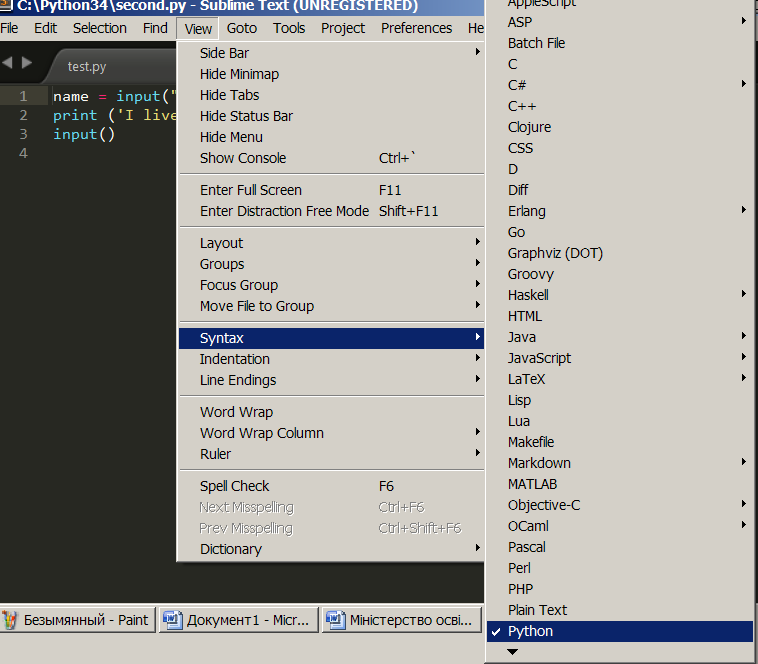 C:\Python34\second.py - Sublime Text (UNREGISTERED)
File Edit Selection Find View Goto Tools Project Preferences He
test.py
1 name = input("
2 print ('I live
3 input()
4
Side Bar
Hide Minimap
Hide Tabs
Hide Status Bar
Hide Menu
Show Console Ctrl+`
Enter Full Screen F11
Enter Distraction Free Mode Shift+F11
Layout
Groups
Focus Group
Move File to Group
Syntax
Indentation
Line Endings
Word Wrap
Word Wrap Column
Ruler
Spell Check F6
Next Misspelling Ctrl+F6
Prev Misspelling Ctrl+Shift+F6
Dictionary
AppleScript
ASP
Batch File
C
C#
C++
Clojure
CSS
D
Diff
Erlang
Go
Graphviz (DOT)
Groovy
Haskell
HTML
Java
JavaScript
LaTeX
Lisp
Lua
Makefile
Markdown
MATLAB
Objective-C
OCaml
Pascal
Perl
PHP
Plain Text
Python
Безымянный - Paint
Документ1 - Micr...
Міністерство осві...